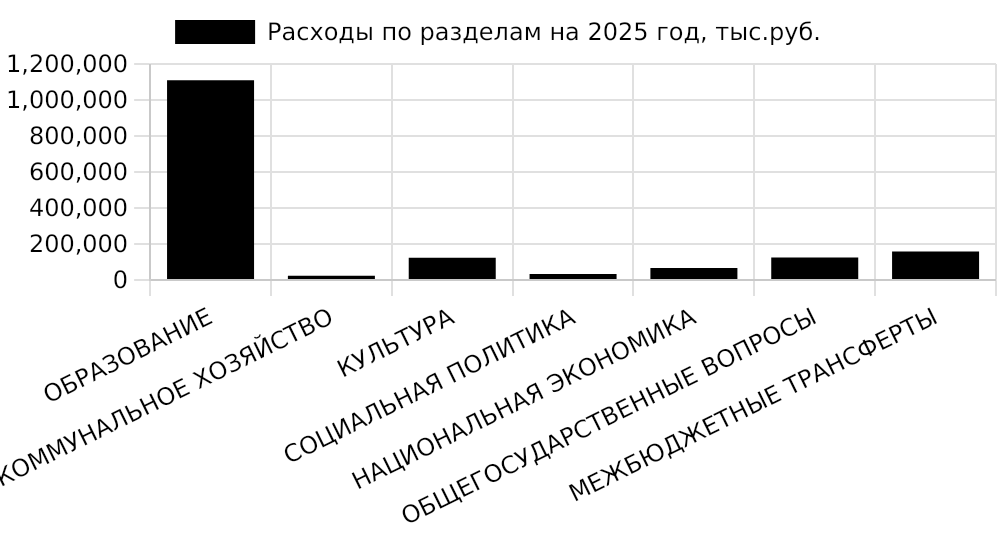 Расходы по разделам на 2025 год, тыс.руб.
1,200,000
1,000,000
800,000
600,000
400,000
200,000
0
ОБРАЗОВАНИЕ
КОММУНАЛЬНОЕ ХОЗЯЙСТВО
КУЛЬТУРА
СОЦИАЛЬНАЯ ПОЛИТИКА
НАЦИОНАЛЬНАЯ ЭКОНОМИКА
ОБЩЕГОСУДАРСТВЕННЫЕ ВОПРОСЫ
МЕЖБЮДЖЕТНЫЕ ТРАНСФЕРТЫ